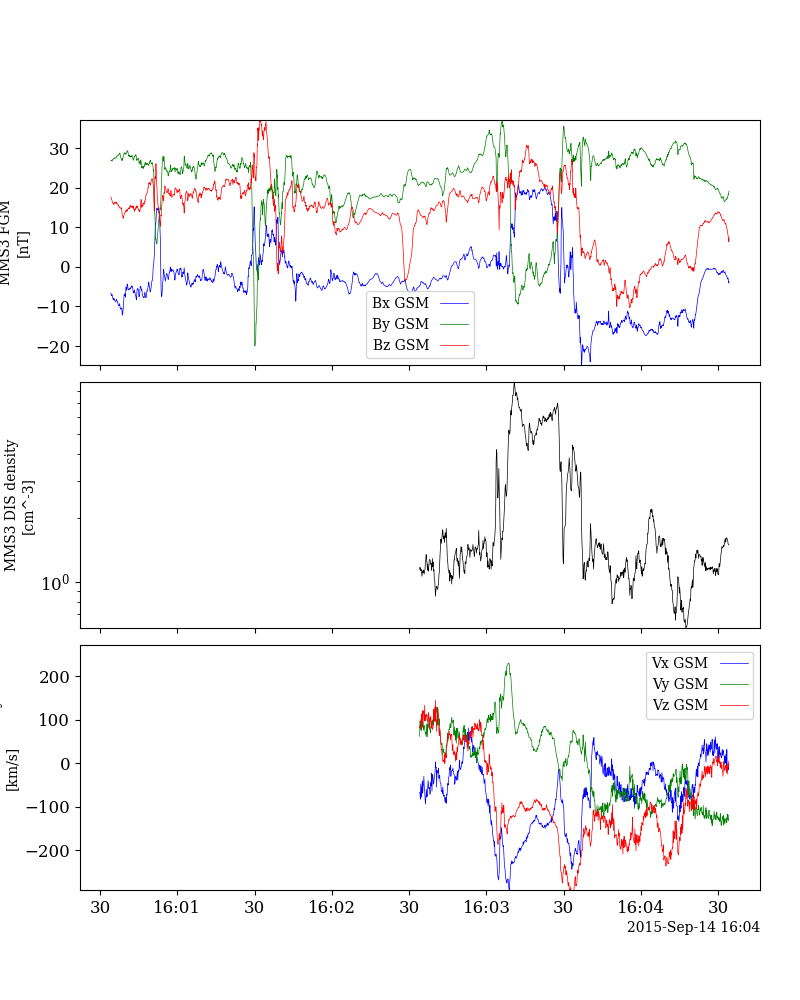 30
20
10
0
−10
−20
MMS3 FGM
[nT]
Bx GSM
By GSM
Bz GSM
MMS3 DIS density
[cm^-3]
10^0
200
100
0
−100
−200
[km/s]
Vx GSM
Vy GSM
Vz GSM
30 16:01 30 16:02 30 16:03 30 16:04 30
2015-Sep-14 16:04